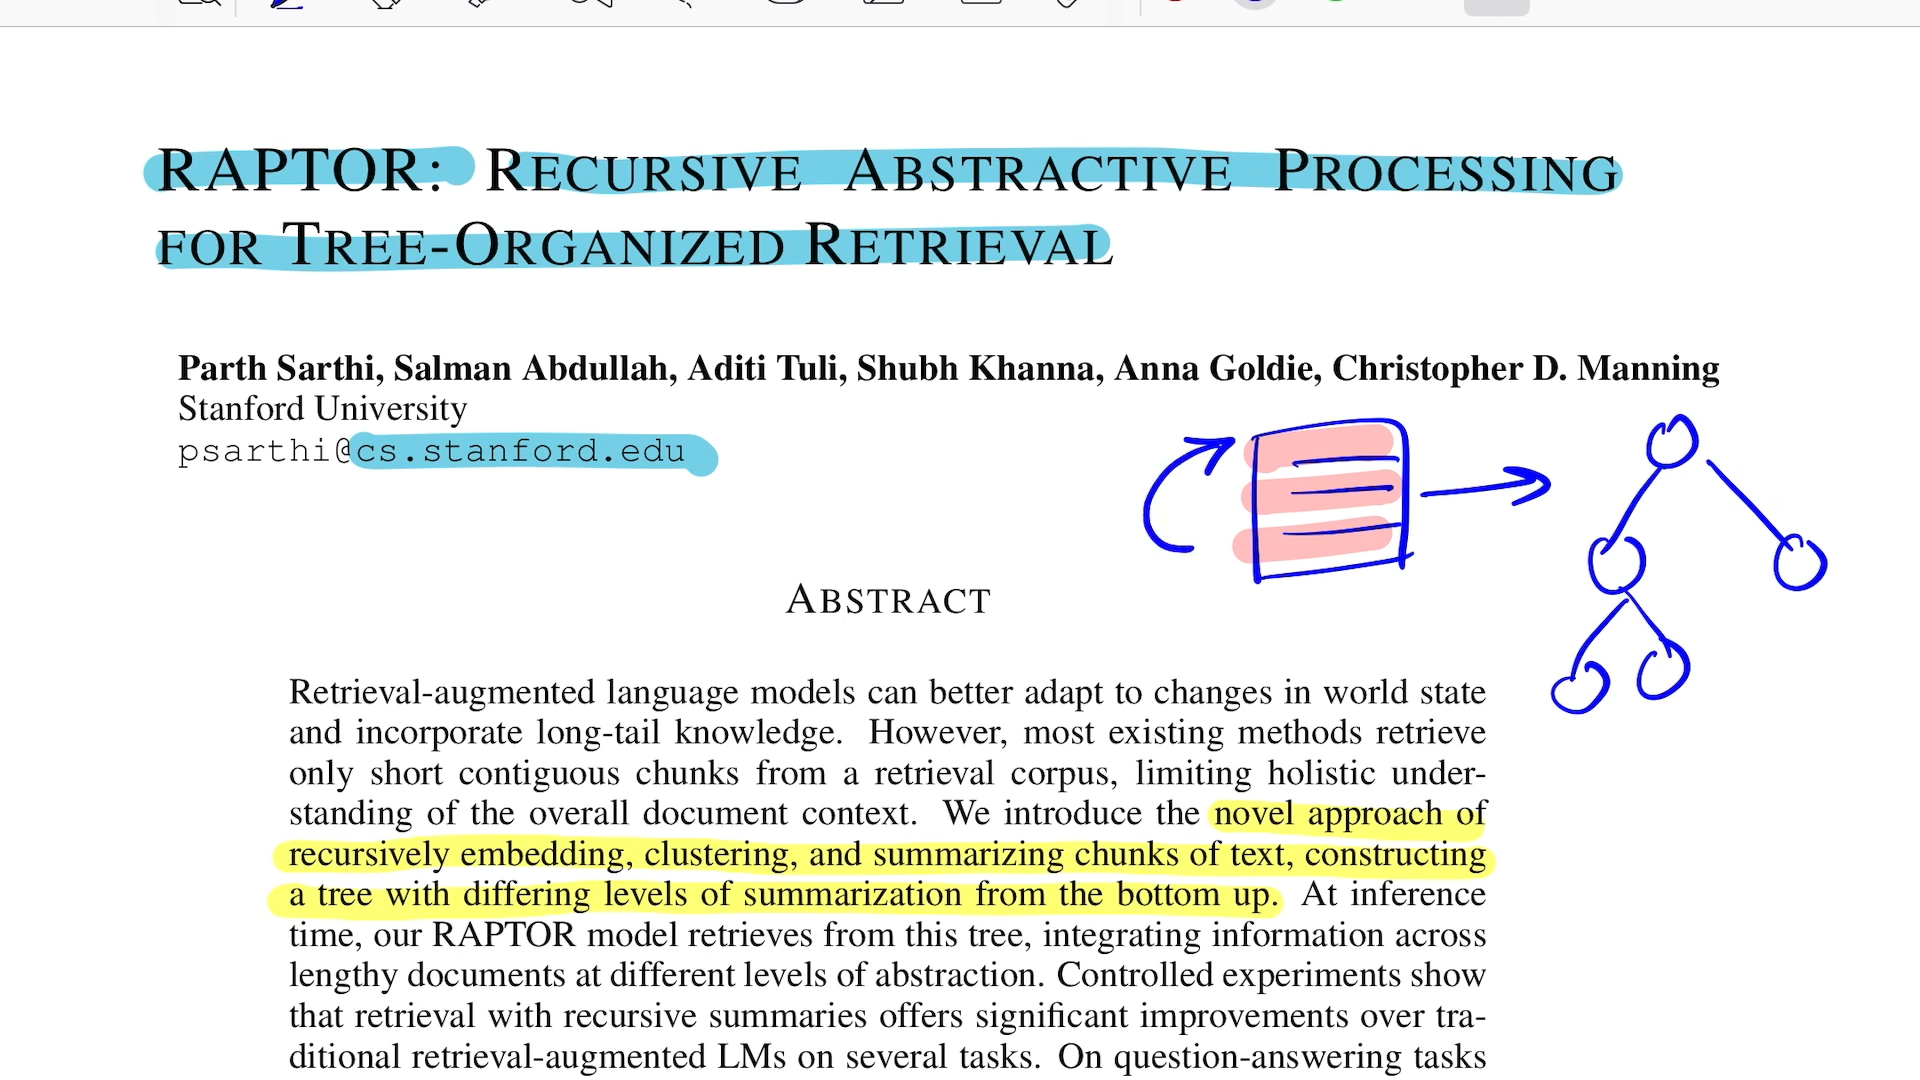 RAPTOR: RECURSIVE ABSTRACTIVE PROCESSING
FOR TREE-ORGANIZED RETRIEVAL
Parth Sarthi, Salman Abdullah, Aditi Tuli, Shubh Khanna, Anna Goldie, Christopher D. Manning
Stanford University
psarthi@cs.stanford.edu
ABSTRACT
Retrieval-augmented language models can better adapt to changes in world state
and incorporate long-tail knowledge. However, most existing methods retrieve
only short contiguous chunks from a retrieval corpus, limiting holistic under-
standing of the overall document context. We introduce the novel approach of
recursively embedding, clustering, and summarizing chunks of text, constructing
a tree with differing levels of summarization from the bottom up. At inference
time, our RAPTOR model retrieves from this tree, integrating information across
lengthy documents at different levels of abstraction. Controlled experiments show
that retrieval with recursive summaries offers significant improvements over tra-
ditional retrieval-augmented LMs on several tasks. On question-answering tasks